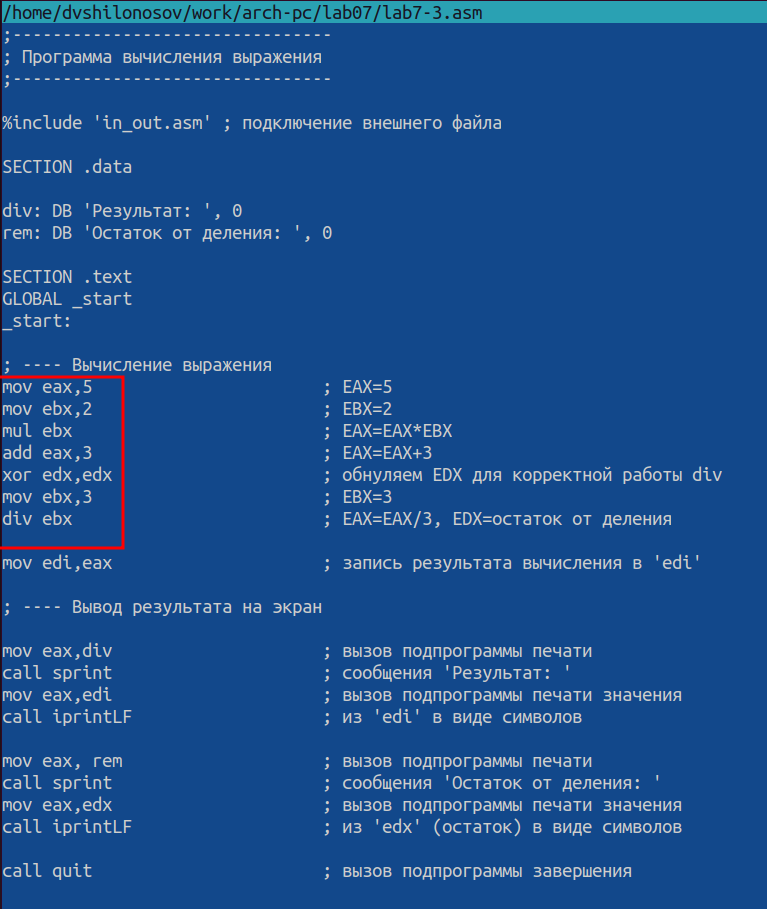 /home/dvshilonosov/work/arch-pc/lab07/lab7-3.asm
;--------------------------------
; Программа вычисления выражения
;--------------------------------
%include 'in_out.asm' ; подключение внешнего файла
SECTION .data
div: DB 'Результат: ', 0
rem: DB 'Остаток от деления: ', 0
SECTION .text
GLOBAL _start
_start:
; ---- Вычисление выражения
mov eax,5 ; EAX=5
mov ebx,2 ; EBX=2
mul ebx ; EAX=EAX*EBX
add eax,3 ; EAX=EAX+3
xor edx,edx ; обнуляем EDX для корректной работы div
mov ebx,3 ; EBX=3
div ebx ; EAX=EAX/3, EDX=остаток от деления
mov edi,eax ; запись результата вычисления в 'edi'
; ---- Вывод результата на экран
mov eax,div ; вызов подпрограммы печати
call sprint ; сообщения 'Результат: '
mov eax,edi ; вызов подпрограммы печати значения
call iprintLF ; из 'edi' в виде символов
mov eax, rem ; вызов подпрограммы печати
call sprint ; сообщения 'Остаток от деления: '
mov eax,edx ; вызов подпрограммы печати значения
call iprintLF ; из 'edx' (остаток) в виде символов
call quit ; вызов подпрограммы завершения